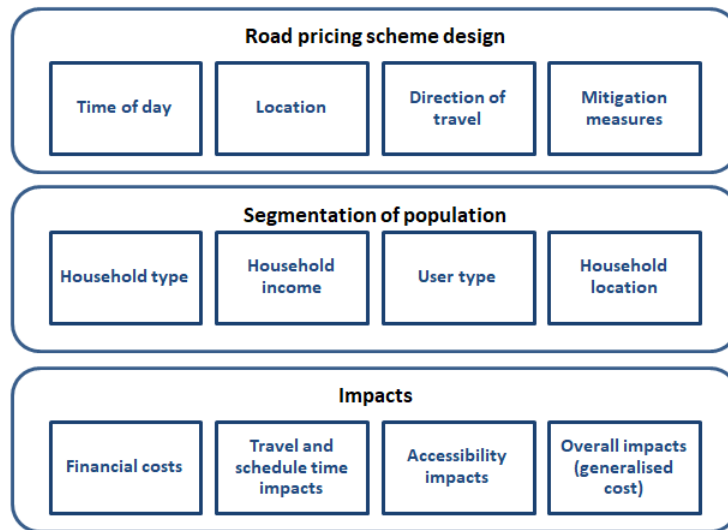 Road pricing scheme design
Time of day
Location
Direction of
travel
Mitigation
measures
Segmentation of population
Household type
Household
income
User type
Household
location
Impacts
Financial costs
Travel and
schedule time
impacts
Accessibility
impacts
Overall impacts
(generalised
cost)